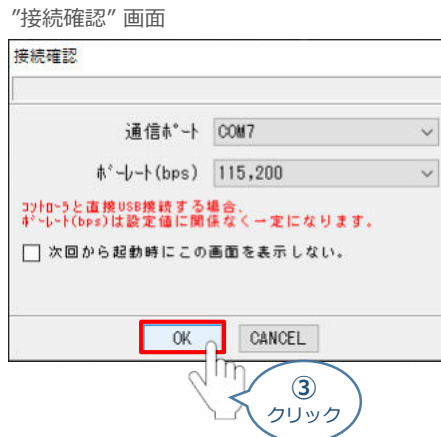 ”接続確認” 画面
接続確認
通信ﾎﾟｰﾄ COM7
ﾎﾞｰﾚｰﾄ(bps) 115,200
ｺﾝﾄﾛｰﾗと直接USB接続する場合、
ﾎﾞｰﾚｰﾄ(bps)は設定値に関係なく一定になります。
次回から起動時にこの画面を表示しない。
OK CANCEL
③
クリック